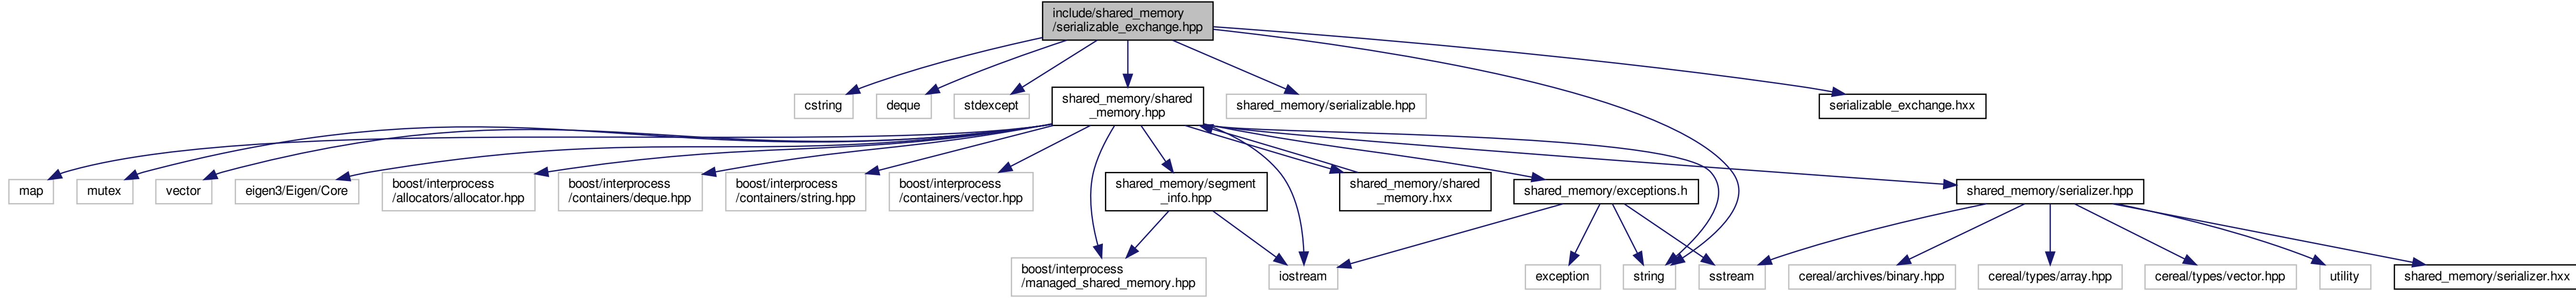 include/shared_memory
/serializable_exchange.hpp
cstring
deque
stdexcept
shared_memory/shared
_memory.hpp
shared_memory/serializable.hpp
serializable_exchange.hxx
map
mutex
vector
eigen3/Eigen/Core
boost/interprocess
/allocators/allocator.hpp
boost/interprocess
/containers/deque.hpp
boost/interprocess
/containers/string.hpp
boost/interprocess
/containers/vector.hpp
shared_memory/segment
_info.hpp
shared_memory/shared
_memory.hxx
shared_memory/exceptions.h
shared_memory/serializer.hpp
boost/interprocess
/managed_shared_memory.hpp
iostream
exception
string
sstream
cereal/archives/binary.hpp
cereal/types/array.hpp
cereal/types/vector.hpp
utility
shared_memory/serializer.hxx